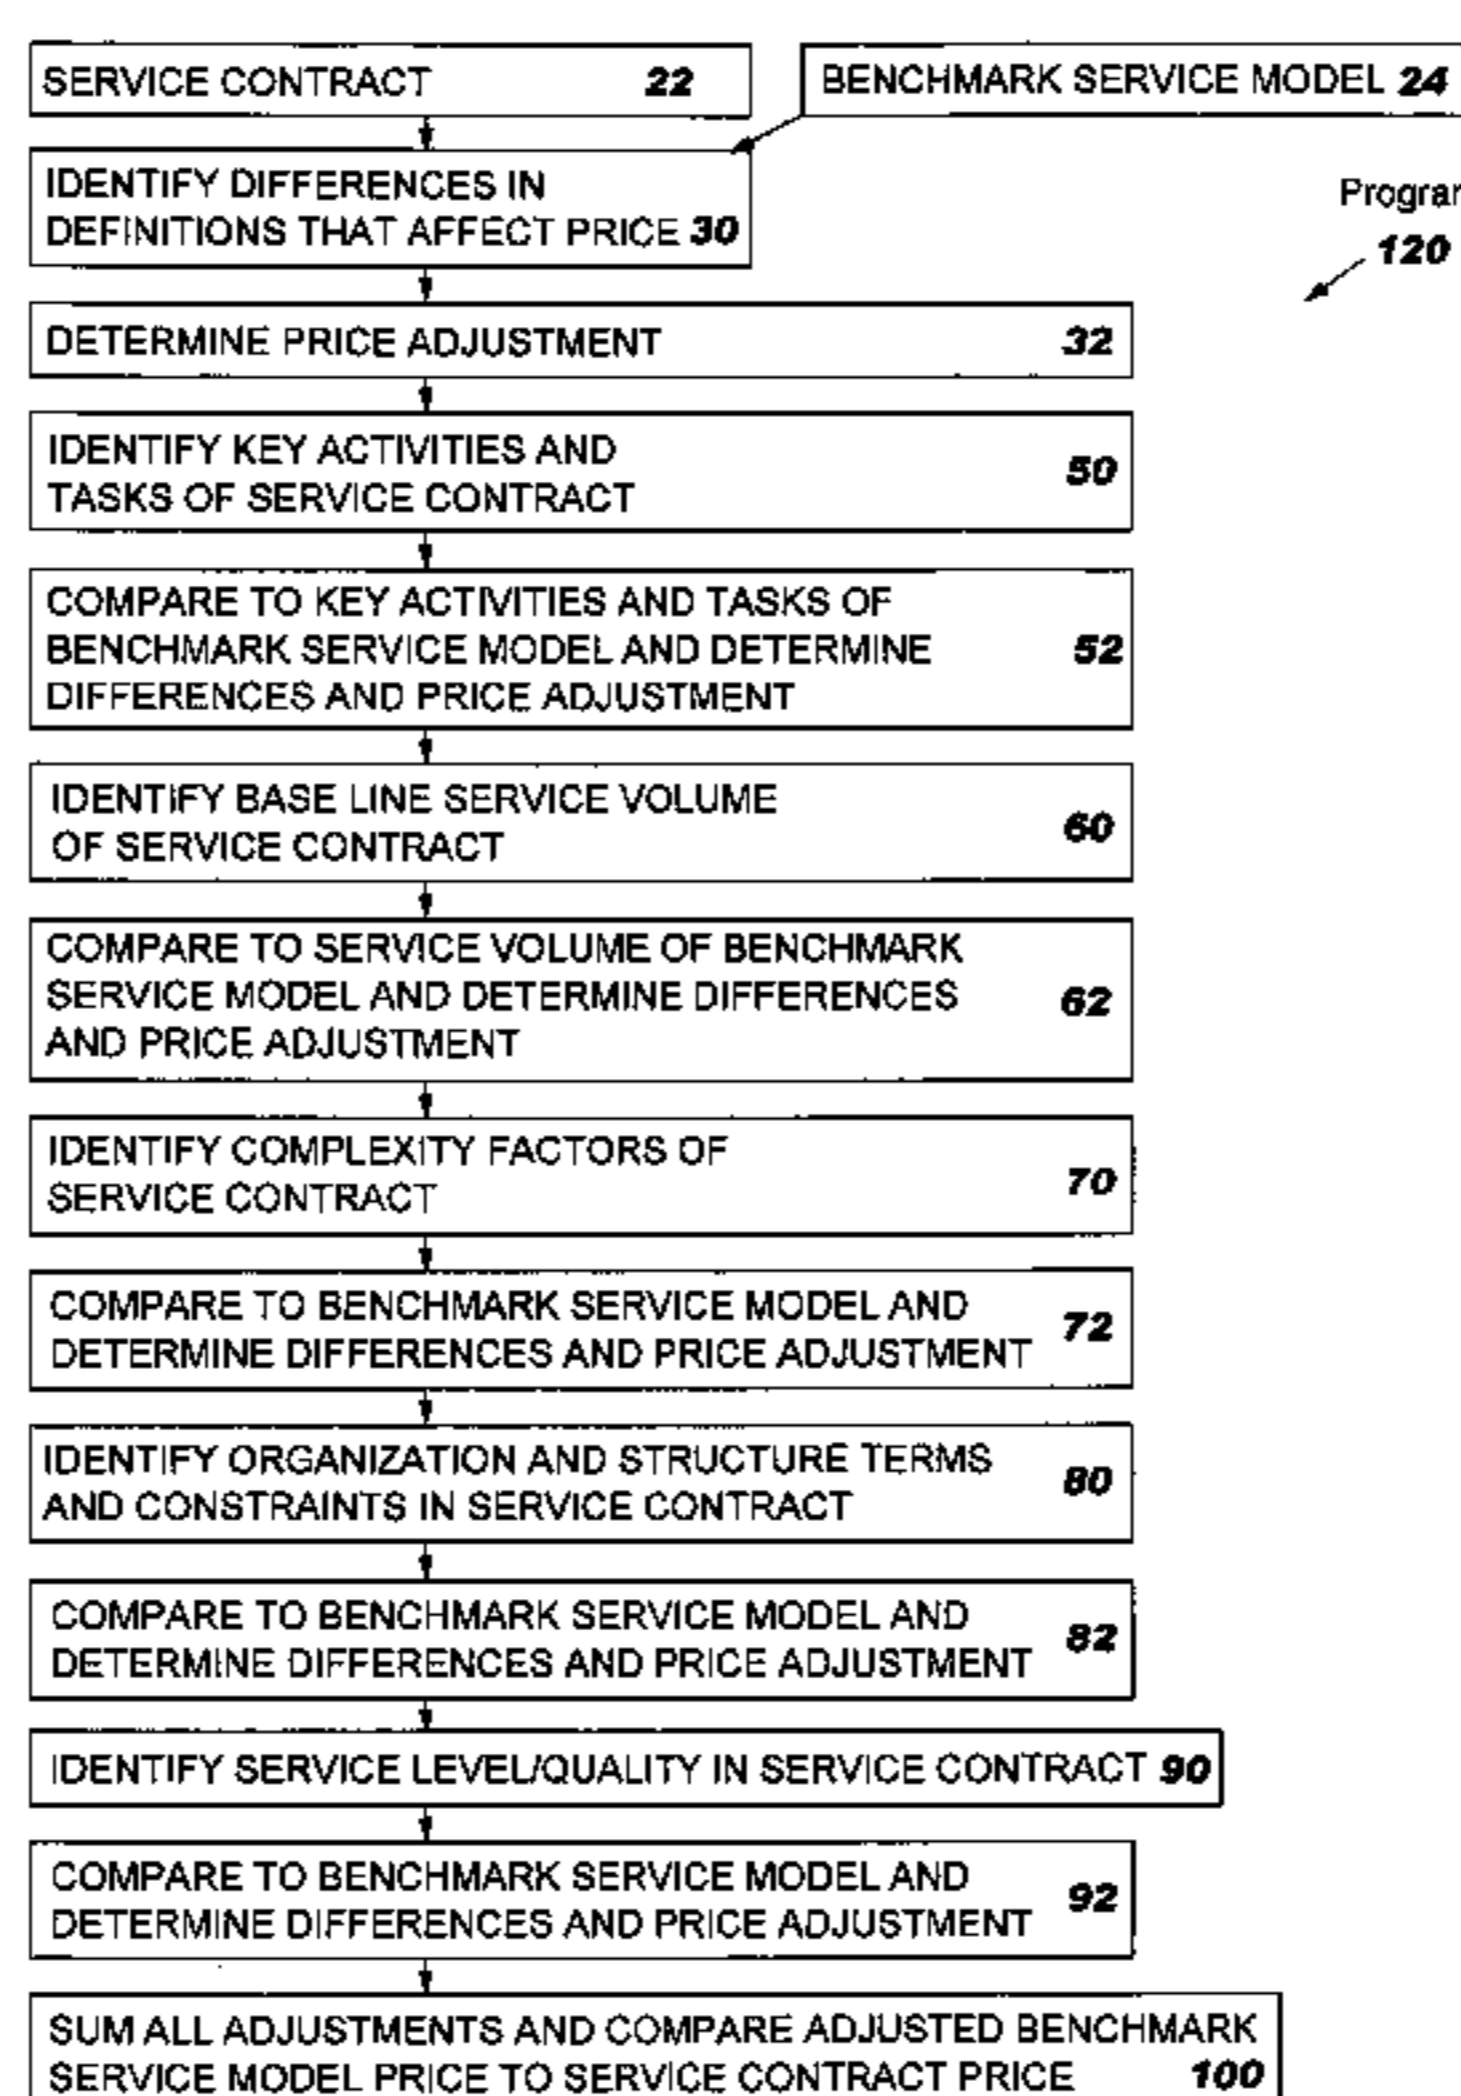 SERVICE CONTRACT 22
BENCHMARK SERVICE MODEL 24
IDENTIFY DIFFERENCES IN
DEFINITIONS THAT AFFECT PRICE 30
Progra
120
DETERMINE PRICE ADJUSTMENT 32
IDENTIFY KEY ACTIVITIES AND
TASKS OF SERVICE CONTRACT 50
COMPARE TO KEY ACTIVITIES AND TASKS OF
BENCHMARK SERVICE MODEL AND DETERMINE 52
DIFFERENCES AND PRICE ADJUSTMENT
IDENTIFY BASE LINE SERVICE VOLUME
OF SERVICE CONTRACT 60
COMPARE TO SERVICE VOLUME OF BENCHMARK
SERVICE MODEL AND DETERMINE DIFFERENCES 62
AND PRICE ADJUSTMENT
IDENTIFY COMPLEXITY FACTORS OF
SERVICE CONTRACT 70
COMPARE TO BENCHMARK SERVICE MODEL AND
DETERMINE DIFFERENCES AND PRICE ADJUSTMENT 72
IDENTIFY ORGANIZATION AND STRUCTURE TERMS
AND CONSTRAINTS IN SERVICE CONTRACT 80
COMPARE TO BENCHMARK SERVICE MODEL AND
DETERMINE DIFFERENCES AND PRICE ADJUSTMENT 82
IDENTIFY SERVICE LEVEL/QUALITY IN SERVICE CONTRACT 90
COMPARE TO BENCHMARK SERVICE MODEL AND
DETERMINE DIFFERENCES AND PRICE ADJUSTMENT 92
SUM ALL ADJUSTMENTS AND COMPARE ADJUSTED BENCHMARK
SERVICE MODEL PRICE TO SERVICE CONTRACT PRICE 100